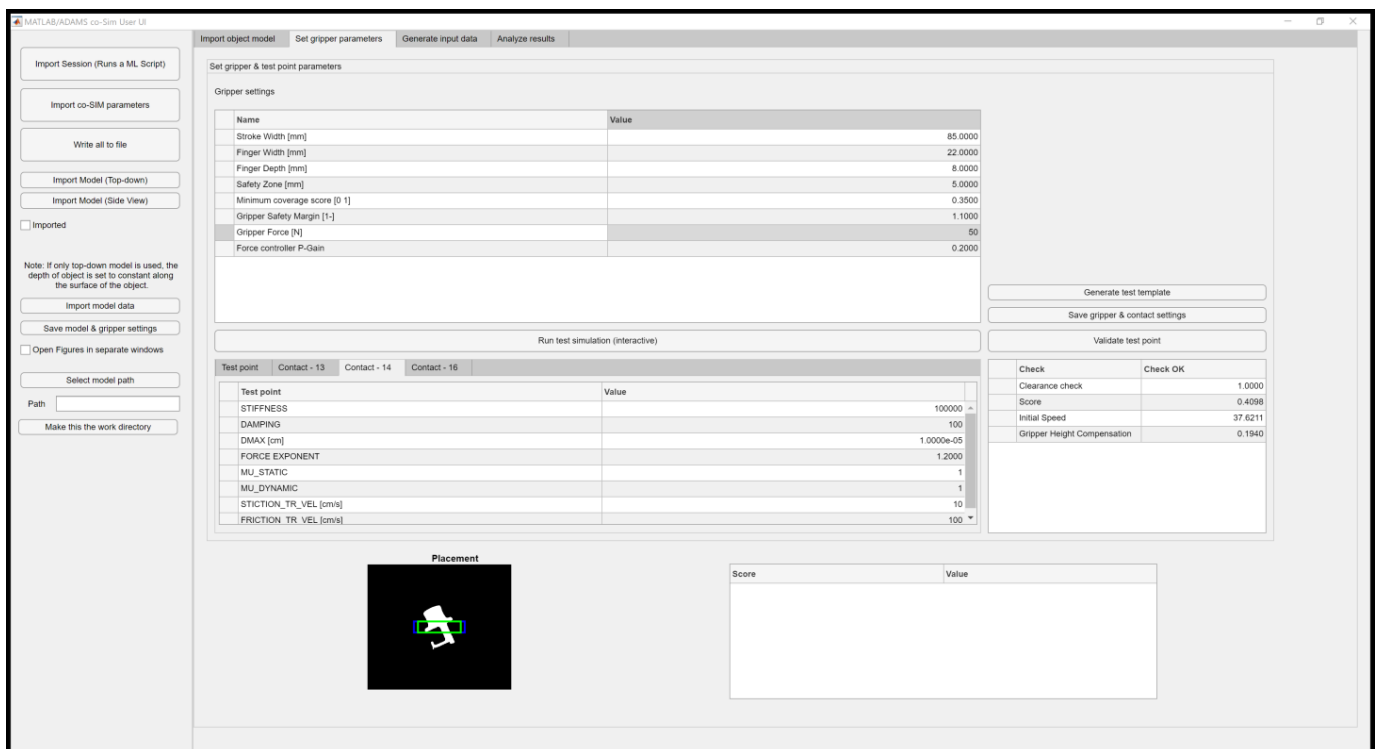 MATLAB/ADAMS co-Sim User UI
Import Session (Runs a ML Script)
Import co-SIM parameters
Write all to file
Import Model (Top-down)
Import Model (Side View)
Imported
Note: If only top-down model is used, the
depth of object is set to constant along
the surface of the object.
Import model data
Save model & gripper settings
Open Figures in separate windows
Select model path
Path
Make this the work directory
Import object model Set gripper parameters Generate input data Analyze results
Set gripper & test point parameters
Gripper settings
Name Value
Stroke Width [mm] 85.0000
Finger Width [mm] 22.0000
Finger Depth [mm] 8.0000
Safety Zone [mm] 5.0000
Minimum coverage score [0 1] 0.3500
Gripper Safety Margin [1-] 1.1000
Gripper Force [N] 50
Force controller P-Gain 0.2000
Generate test template
Save gripper & contact settings
Run test simulation (interactive)
Validate test point
Test point Contact - 13 Contact - 14 Contact - 16
Test point Value
STIFFNESS 100000
DAMPING 100
DMAX [cm] 1.0000e-05
FORCE EXPONENT 1.2000
MU_STATIC 1
MU_DYNAMIC 1
STICTION_TR_VEL [cm/s] 10
FRICTION_TR_VEL [cm/s] 100
Check Check OK
Clearance check 1.0000
Score 0.4098
Initial Speed 37.6211
Gripper Height Compensation 0.1940
Placement
Score Value